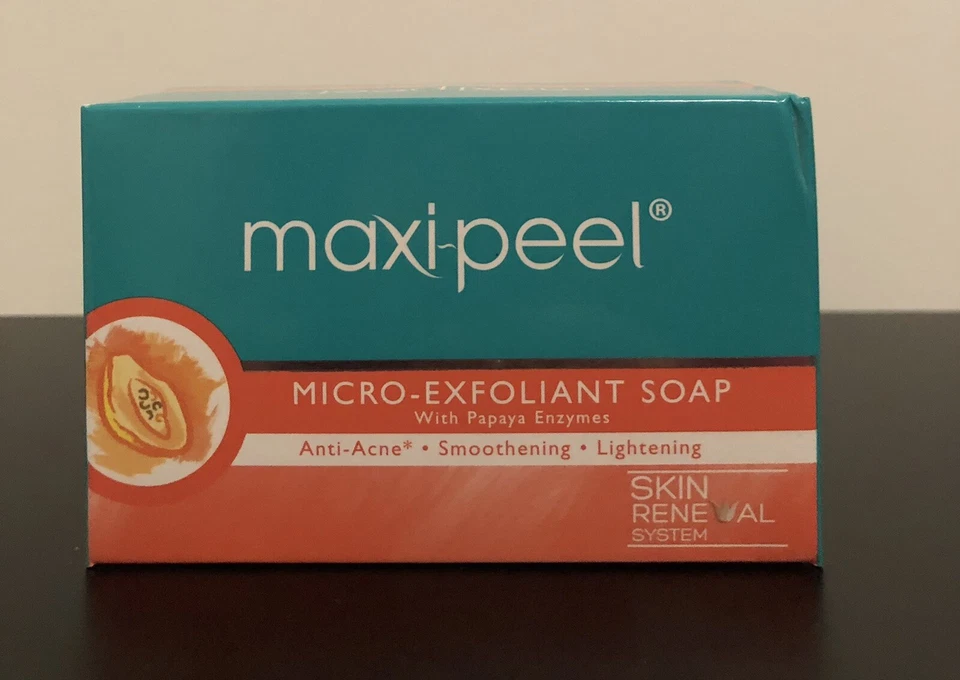 maxi-peel®
MICRO-EXFOLIANT SOAP
With Papaya Enzymes
Anti-Acne* • Smoothening • Lightening
SKIN
RENEWAL
SYSTEM